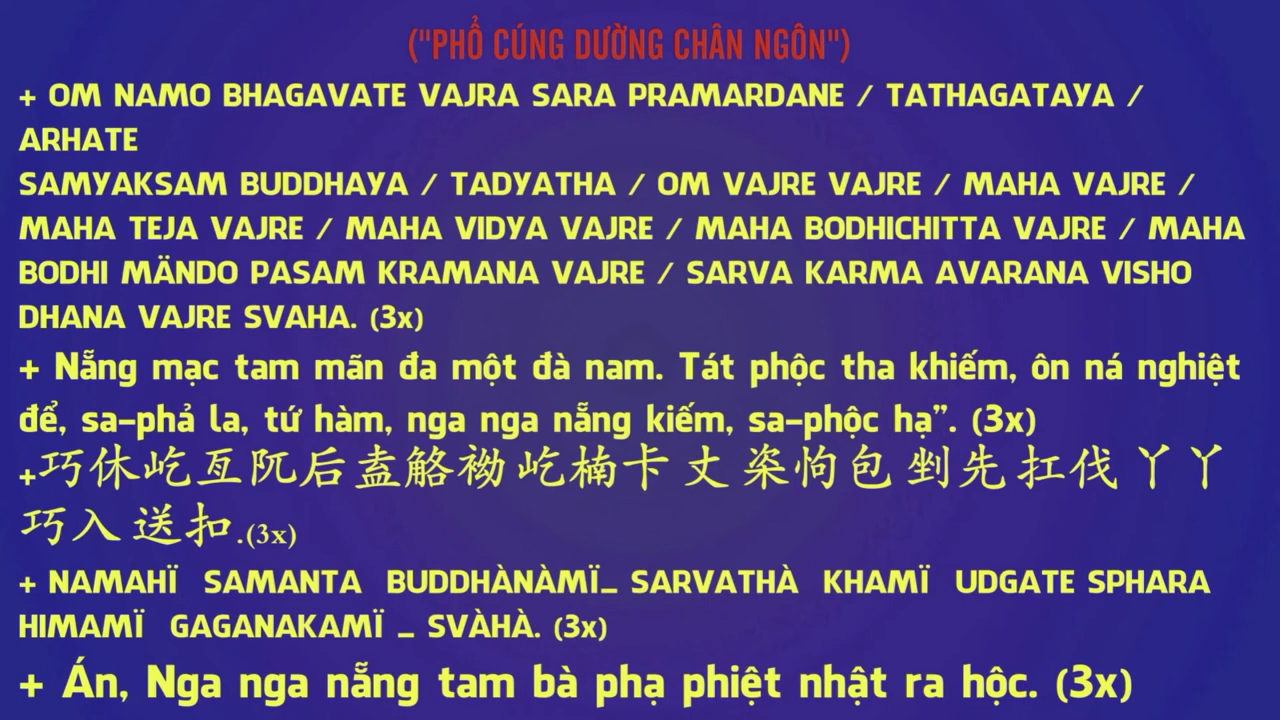 ("PHỔ CÚNG DƯỜNG CHÂN NGÔN")
+ OM NAMO BHAGAVATE VAJRA SARA PRAMARDANE / TATHAGATAYA /
ARHATE
SAMYAKSAM BUDDHAYA / TADYATHA / OM VAJRE VAJRE / MAHA VAJRE /
MAHA TEJA VAJRE / MAHA VIDYA VAJRE / MAHA BODHICHITTA VAJRE / MAHA
BODHI MÄNDO PASAM KRAMANA VAJRE / SARVA KARMA AVARANA VISHO
DHANA VAJRE SVAHA. (3x)
+ Nẵng mạc tam mãn đa một đà nam. Tát phộc tha khiếm, ôn ná nghiệt
để, sa-phả la, tứ hàm, nga nga nẵng kiếm, sa-phộc hạ”. (3x)
+巧休屹亙阢后盍觡袎屹楠卡丈栥怐包剉先扛伐丫丫
巧入送扣.(3x)
+ NAMAHÏ SAMANTA BUDDHÀNÀMÏ_ SARVATHÀ KHAMÏ UDGATE SPHARA
HIMAMÏ GAGANAKAMÏ _ SVÀHÀ. (3x)
+ Án, Nga nga nẵng tam bà phạ phiệt nhật ra hộc. (3x)